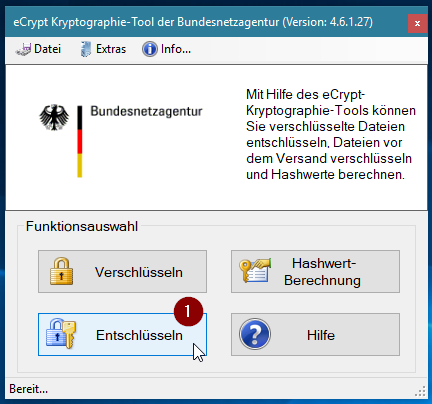 eCrypt Kryptographie-Tool der Bundesnetzagentur (Version: 4.6.1.27)
x
Datei Extras Info...
Bundesnetzagentur
Mit Hilfe des eCrypt-
Kryptographie-Tools können
Sie verschlüsselte Dateien
entschlüsseln, Dateien vor
dem Versand verschlüsseln
und Hashwerte berechnen.
Funktionsauswahl
Verschlüsseln
Hashwert-
Berechnung
1
Entschlüsseln
?
Hilfe
Bereit...